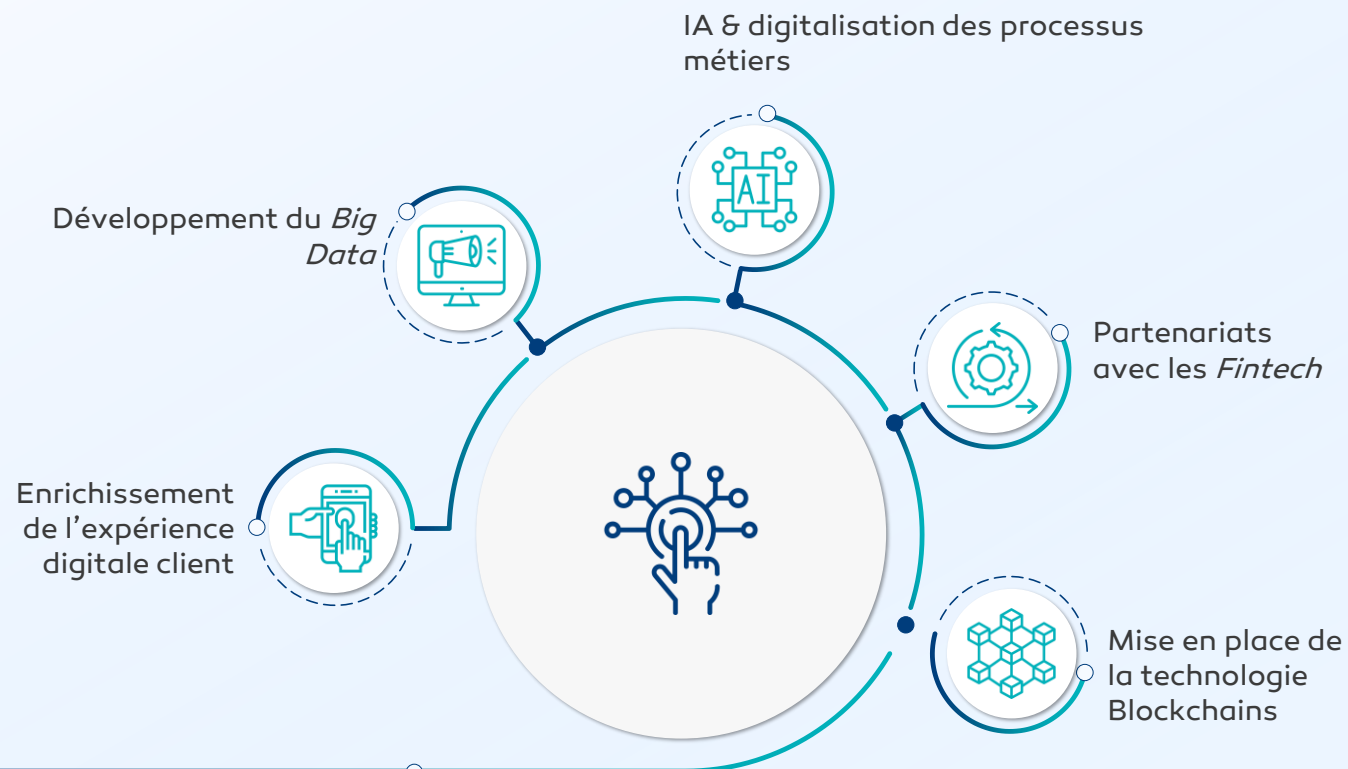 IA & digitalisation des processus
métiers
Développement du Big
Data
AI
Partenariats
avec les Fintech
Enrichissement
de l’expérience
digitale client
Mise en place de
la technologie
Blockchains